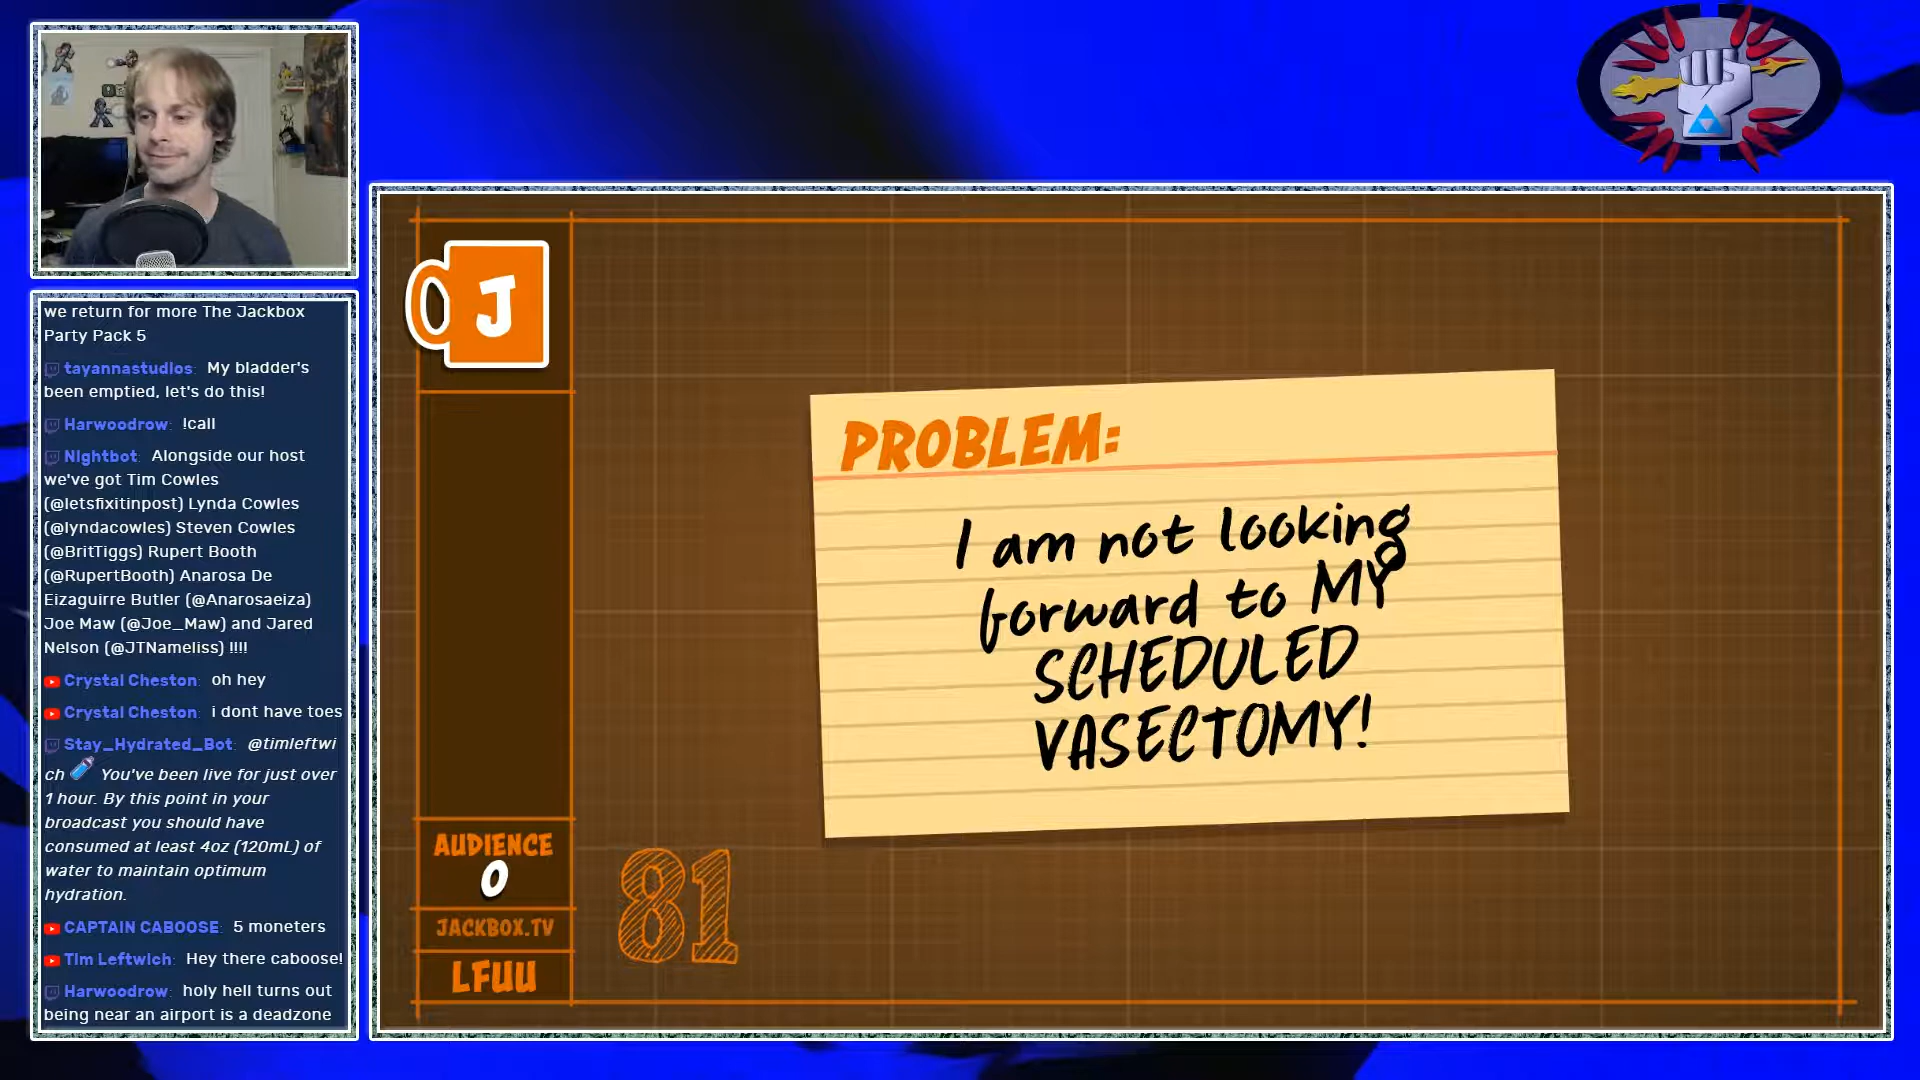 we return for more The Jackbox
Party Pack 5
tayannastudios: My bladder's
been emptied, let's do this!
Harwoodrow: !call
Nightbot: Alongside our host
we've got Tim Cowles
(@letsfixitinpost) Lynda Cowles
(@lyndacowles) Steven Cowles
(@BritTiggs) Rupert Booth
(@RupertBooth) Anarosa De
Eizaguirre Butler (@Anarosaeiza)
Joe Maw (@Joe_Maw) and Jared
Nelson (@JTNameliss) !!!!
Crystal Cheston: oh hey
Crystal Cheston: i dont have toes
Stay_Hydrated_Bot: @timleftwi
ch You've been live for just over
1 hour. By this point in your
broadcast you should have
consumed at least 4oz (120mL) of
water to maintain optimum
hydration.
CAPTAIN CABOOSE: 5 moneters
Tim Leftwich: Hey there caboose!
Harwoodrow: holy hell turns out
being near an airport is a deadzone
J
AUDIENCE
0
JACKBOX.TV
LFUU
PROBLEM:
I am not looking
forward to MY
SCHEDULED
VASECTOMY!
81